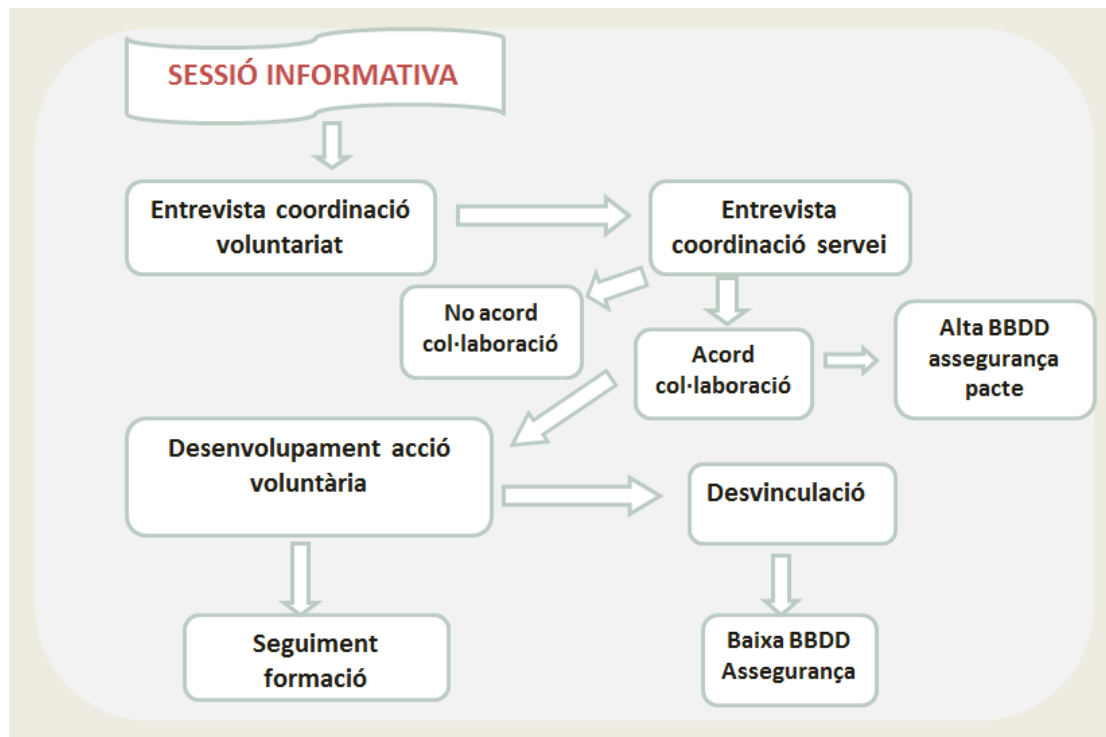 SESSIÓ INFORMATIVA
Entrevista coordinació
voluntariat
Entrevista
coordinació servei
No acord
col·laboració
Acord
col·laboració
Alta BBDD
assegurança
pacte
Desenvolupament acció
voluntària
Desvinculació
Seguiment
formació
Baixa BBDD
Assegurança